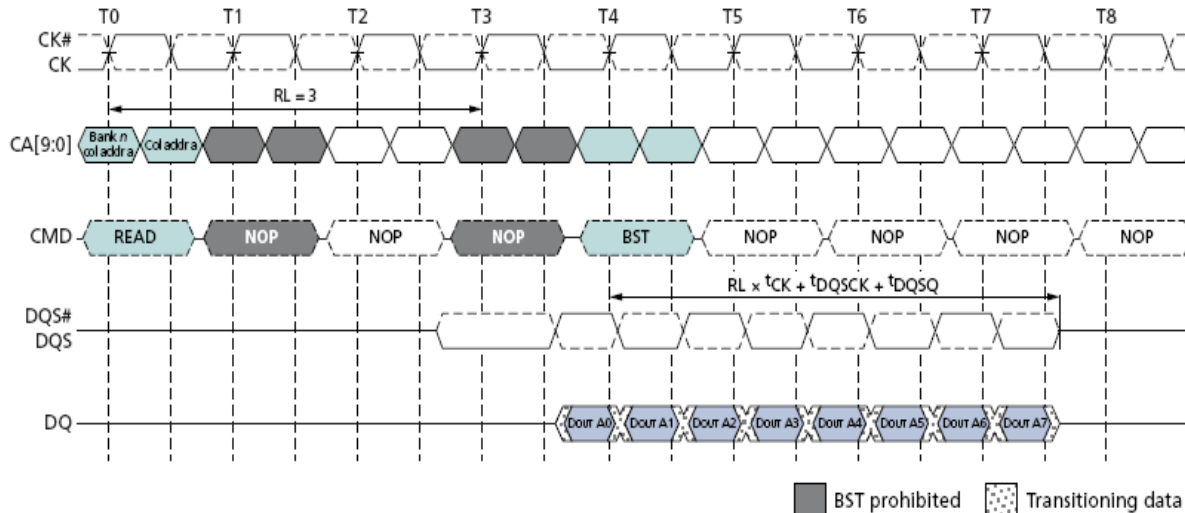 T0 T1 T2 T3 T4 T5 T6 T7 T8
CK#
CK
RL = 3
CA[9:0] Bank n col addr a Col addr a
CMD READ NOP NOP NOP BST NOP NOP NOP NOP
RL × tCK + tDQSCK + tDQSQ
DQS#
DQS
DQ DOUT A0 DOUT A1 DOUT A2 DOUT A3 DOUT A4 DOUT A5 DOUT A6 DOUT A7
BST prohibited Transitioning data